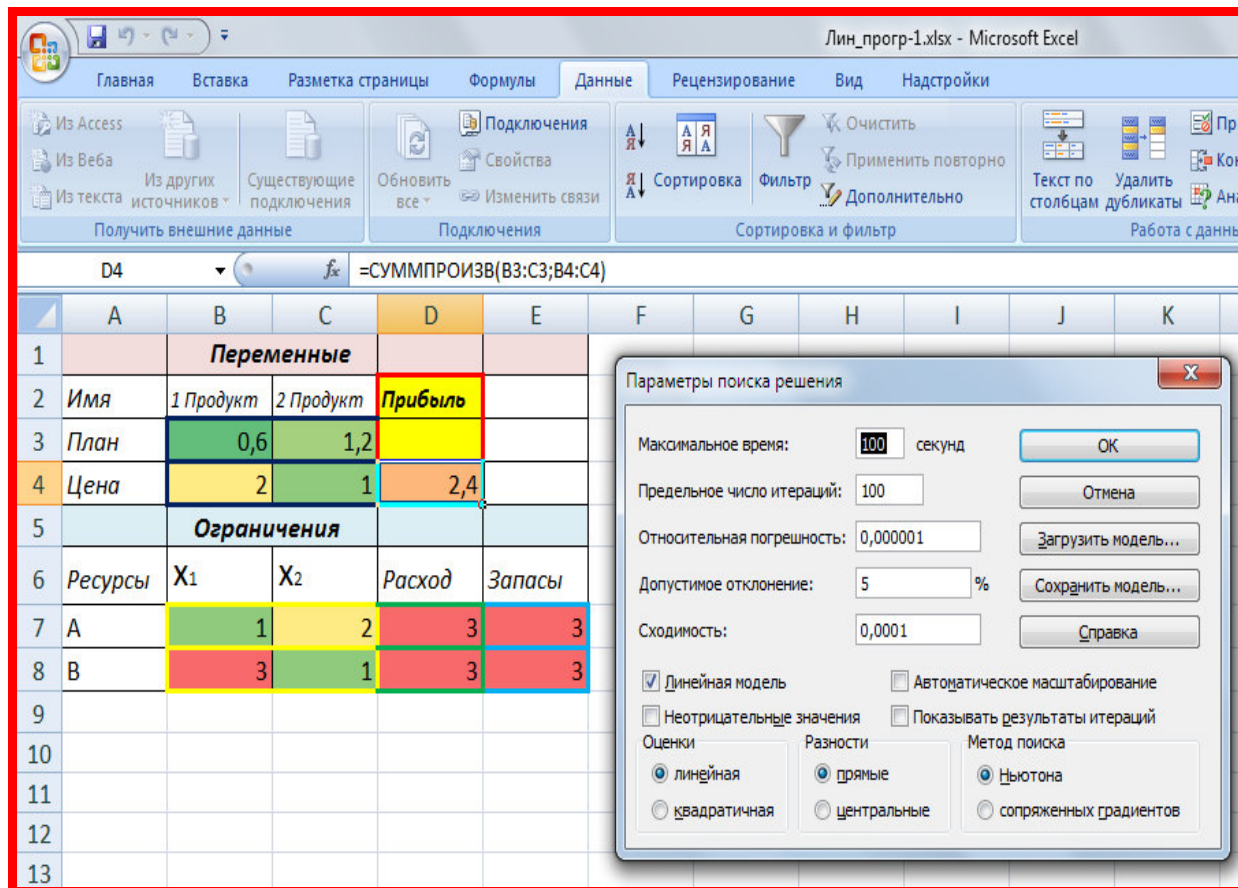 Лин_прогр-1.xlsx - Microsoft Excel
Главная Вставка Разметка страницы Формулы Данные Рецензирование Вид Надстройки
Из Access
Из Веба
Из текста
Из других источников
Существующие подключения
Получить внешние данные
Обновить все
Подключения
Свойства
Изменить связи
Подключения
Сортировка
Фильтр
Очистить
Применить повторно
Дополнительно
Сортировка и фильтр
Текст по столбцам
Удалить дубликаты
Пр
Ан
Работа с данн
D4 fx =СУММПРОИЗВ(B3:C3;B4:C4)
A B C D E F G H I J K
1 Переменные
2 Имя 1 Продукт 2 Продукт Прибыль
3 План 0,6 1,2
4 Цена 2 1 2,4
5 Ограничения
6 Ресурсы X1 X2 Расход Запасы
7 A 1 2 3 3
8 B 3 1 3 3
9
10
11
12
13
Параметры поиска решения
Максимальное время: 100 секунд OK
Предельное число итераций: 100 Отмена
Относительная погрешность: 0,000001 Загрузить модель...
Допустимое отклонение: 5 % Сохранить модель...
Сходимость: 0,0001 Справка
Линейная модель Автоматическое масштабирование
Неотрицательные значения Показывать результаты итераций
Оценки Разности Метод поиска
линейная прямые Ньютона
квадратичная центральные сопряженных градиентов